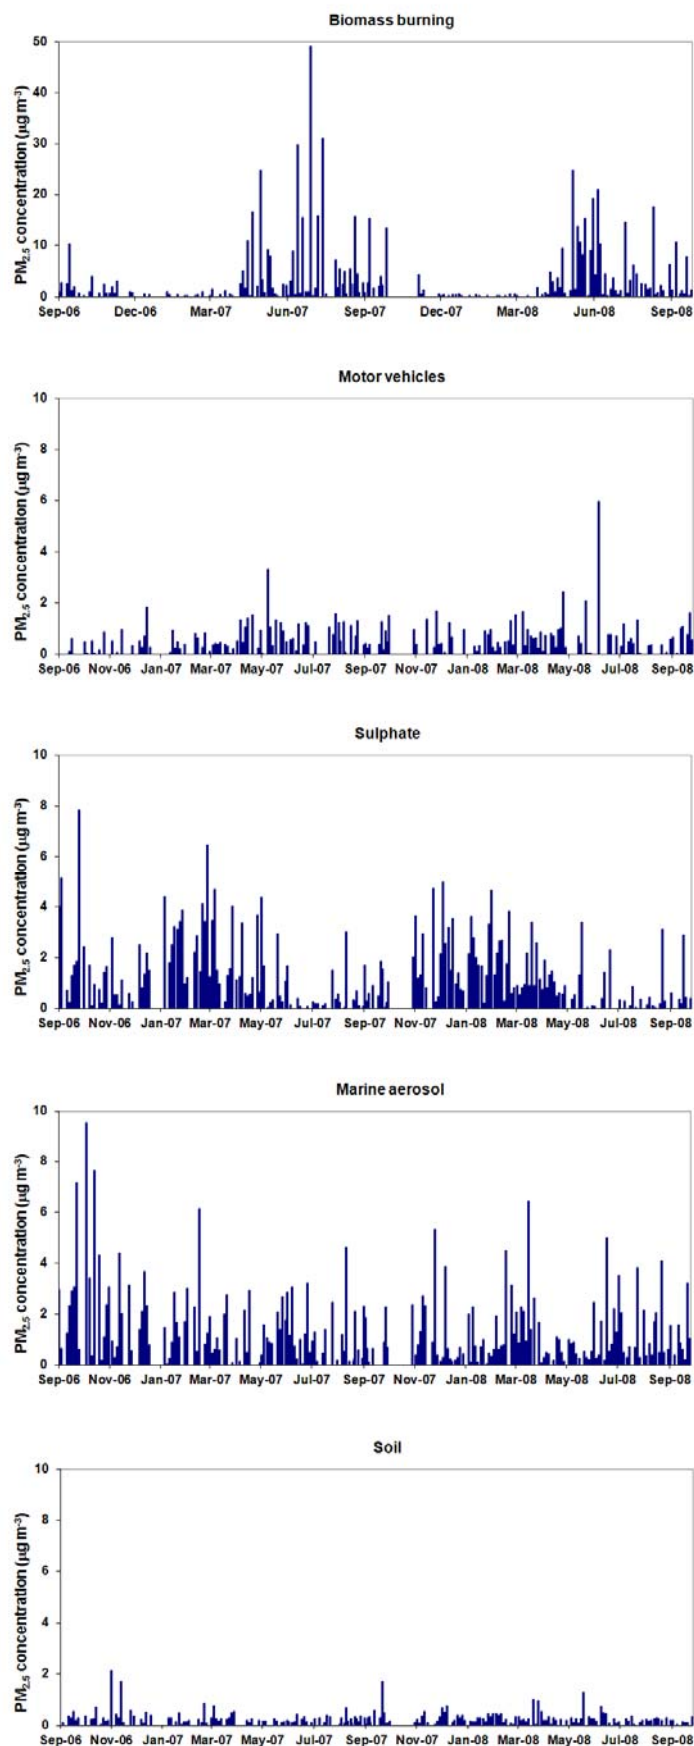 Biomass burning
PM2.5 concentration (µg m-3)
50
40
30
20
10
0
Sep-06 Dec-06 Mar-07 Jun-07 Sep-07 Dec-07 Mar-08 Jun-08 Sep-08
Motor vehicles
PM2.5 concentration (µg m-3)
10
8
6
4
2
0
Sep-06 Nov-06 Jan-07 Mar-07 May-07 Jul-07 Sep-07 Nov-07 Jan-08 Mar-08 May-08 Jul-08 Sep-08
Sulphate
PM2.5 concentration (µg m-3)
10
8
6
4
2
0
Sep-06 Nov-06 Jan-07 Mar-07 May-07 Jul-07 Sep-07 Nov-07 Jan-08 Mar-08 May-08 Jul-08 Sep-08
Marine aerosol
PM2.5 concentration (µg m-3)
10
8
6
4
2
0
Sep-06 Nov-06 Jan-07 Mar-07 May-07 Jul-07 Sep-07 Nov-07 Jan-08 Mar-08 May-08 Jul-08 Sep-08
Soil
PM2.5 concentration (µg m-3)
10
8
6
4
2
0
Sep-06 Nov-06 Jan-07 Mar-07 May-07 Jul-07 Sep-07 Nov-07 Jan-08 Mar-08 May-08 Jul-08 Sep-08